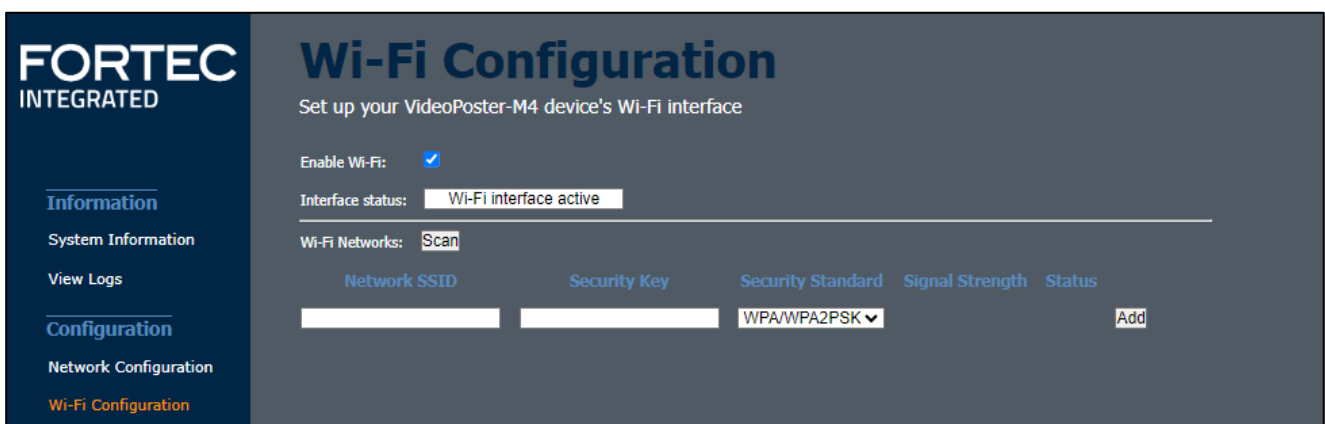 FORTEC
INTEGRATED
Information
System Information
View Logs
Configuration
Network Configuration
Wi-Fi Configuration
Wi-Fi Configuration
Set up your VideoPoster-M4 device's Wi-Fi interface
Enable Wi-Fi:
Interface status: Wi-Fi interface active
Wi-Fi Networks: Scan
Network SSID Security Key Security Standard Signal Strength Status
WPA/WPA2PSK Add